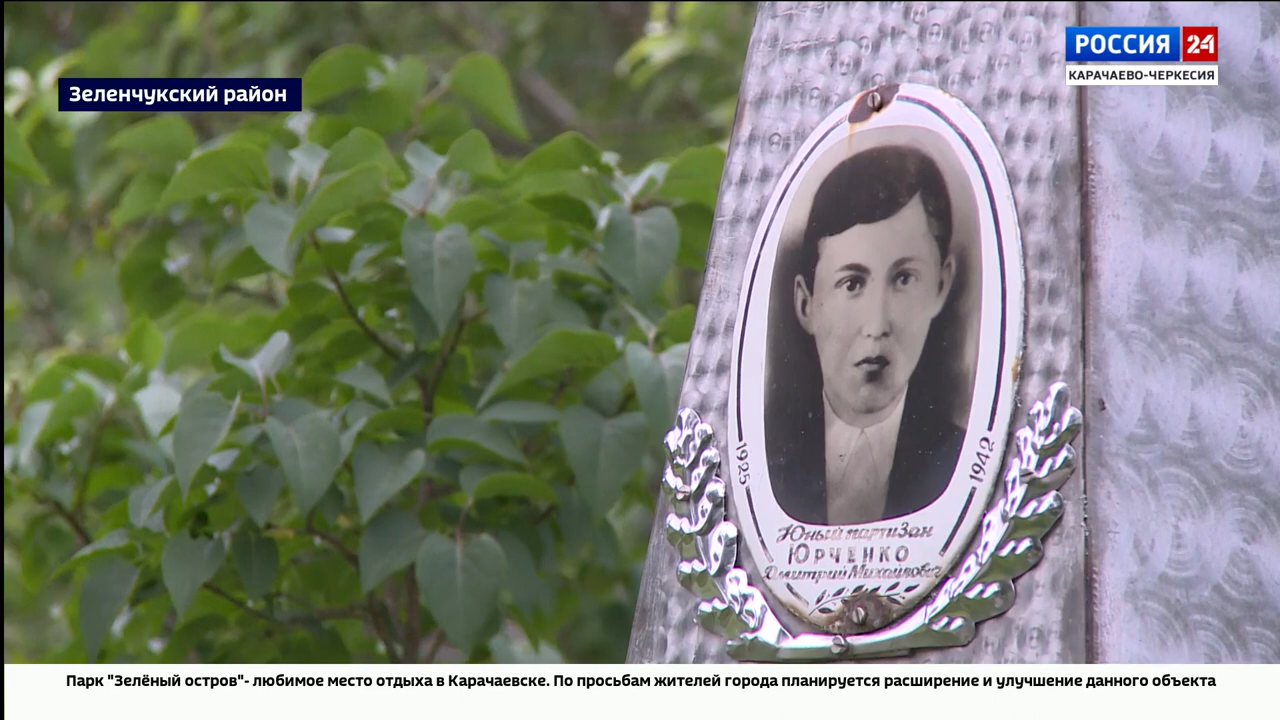 Зеленчукский район
РОССИЯ 24
КАРАЧАЕВО-ЧЕРКЕСИЯ
1925
1942
Юный партизан
ЮРЧЕНКО
Дмитрий Михайлович
Парк "Зелёный остров"- любимое место отдыха в Карачаевске. По просьбам жителей города планируется расширение и улучшение данного объекта